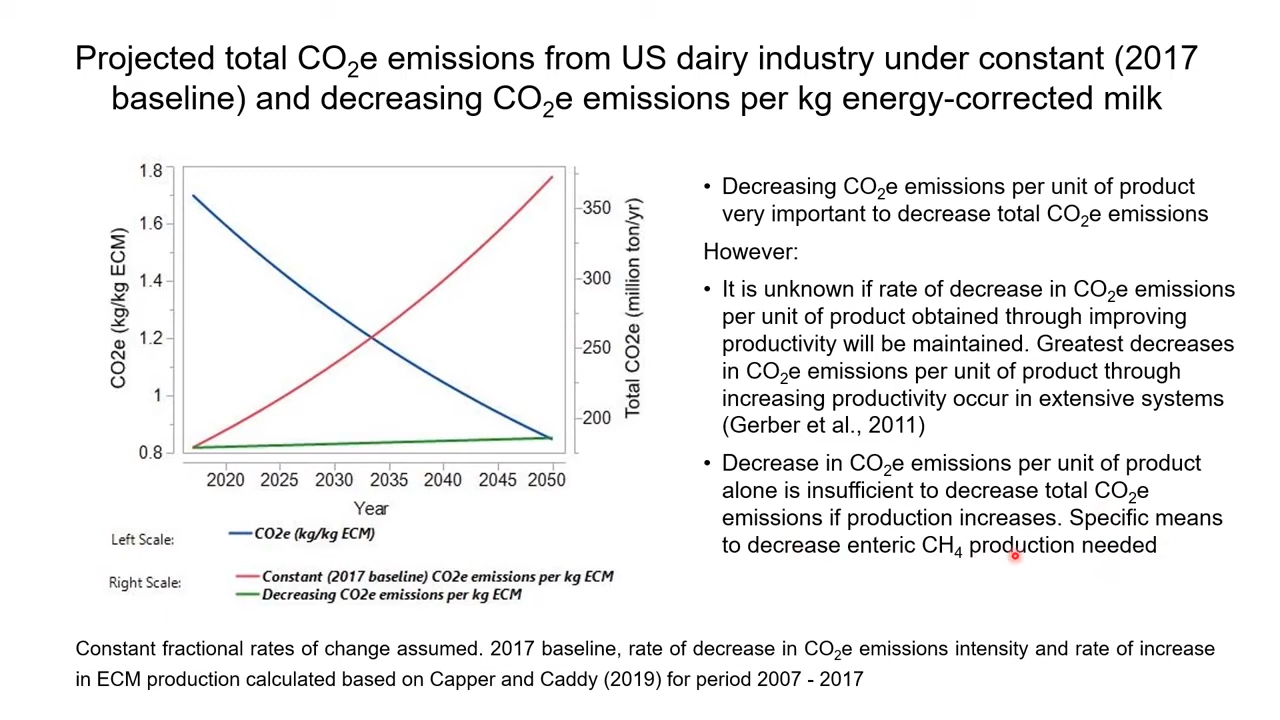 Projected total CO₂e emissions from US dairy industry under constant (2017
baseline) and decreasing CO₂e emissions per kg energy-corrected milk
1.8
1.6
1.4
1.2
1
0.8
CO2e (kg/kg ECM)
350
300
250
200
Total CO2e (million ton/yr)
2020 2025 2030 2035 2040 2045 2050
Year
Left Scale:
CO2e (kg/kg ECM)
Right Scale:
Constant (2017 baseline) CO2e emissions per kg ECM
Decreasing CO2e emissions per kg ECM
• Decreasing CO₂e emissions per unit of product
very important to decrease total CO₂e emissions
However:
• It is unknown if rate of decrease in CO₂e emissions
per unit of product obtained through improving
productivity will be maintained. Greatest decreases
in CO₂e emissions per unit of product through
increasing productivity occur in extensive systems
(Gerber et al., 2011)
• Decrease in CO₂e emissions per unit of product
alone is insufficient to decrease total CO₂e
emissions if production increases. Specific means
to decrease enteric CH₄ production needed
Constant fractional rates of change assumed. 2017 baseline, rate of decrease in CO₂e emissions intensity and rate of increase
in ECM production calculated based on Capper and Caddy (2019) for period 2007 - 2017